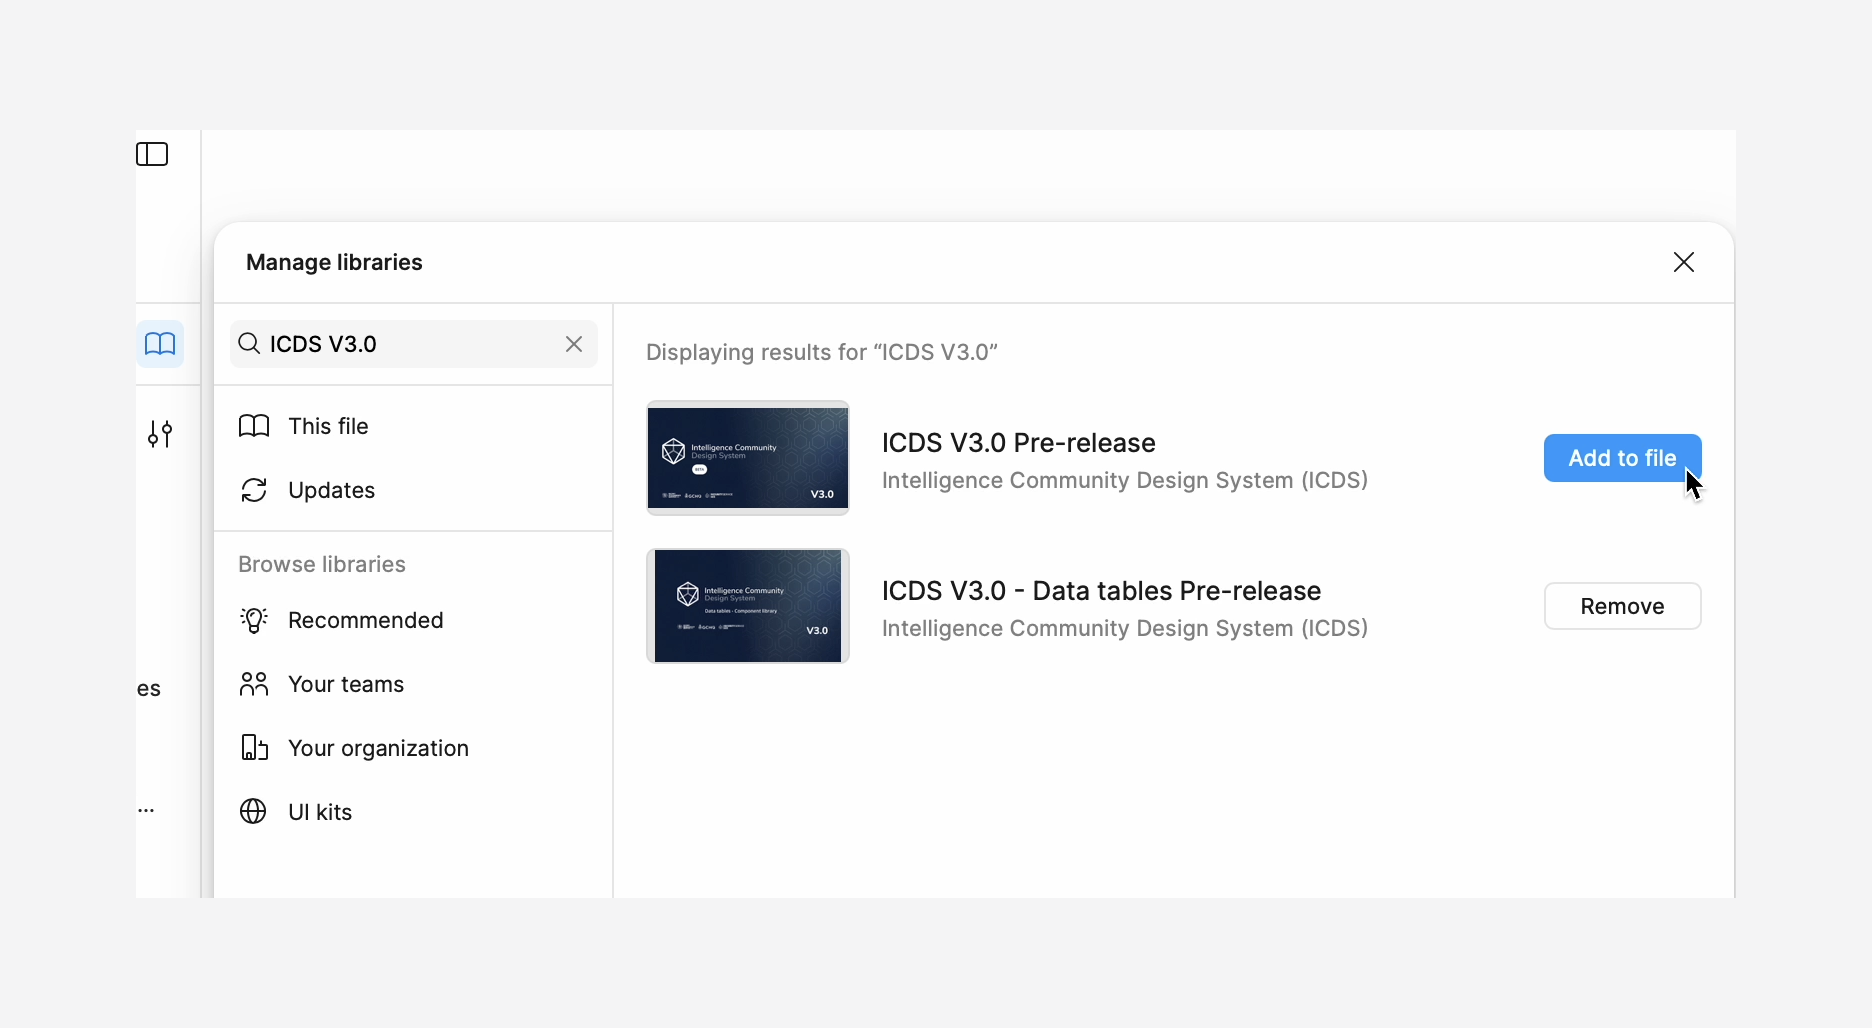 Manage libraries
ICDS V3.0
This file
Updates
Browse libraries
Recommended
Your teams
Your organization
UI kits
es
...
Displaying results for “ICDS V3.0”
Intelligence Community
Design System
BETA
V3.0
ICDS V3.0 Pre-release
Intelligence Community Design System (ICDS)
Add to file
Intelligence Community
Design System
Data tables - Component library
V3.0
ICDS V3.0 - Data tables Pre-release
Intelligence Community Design System (ICDS)
Remove